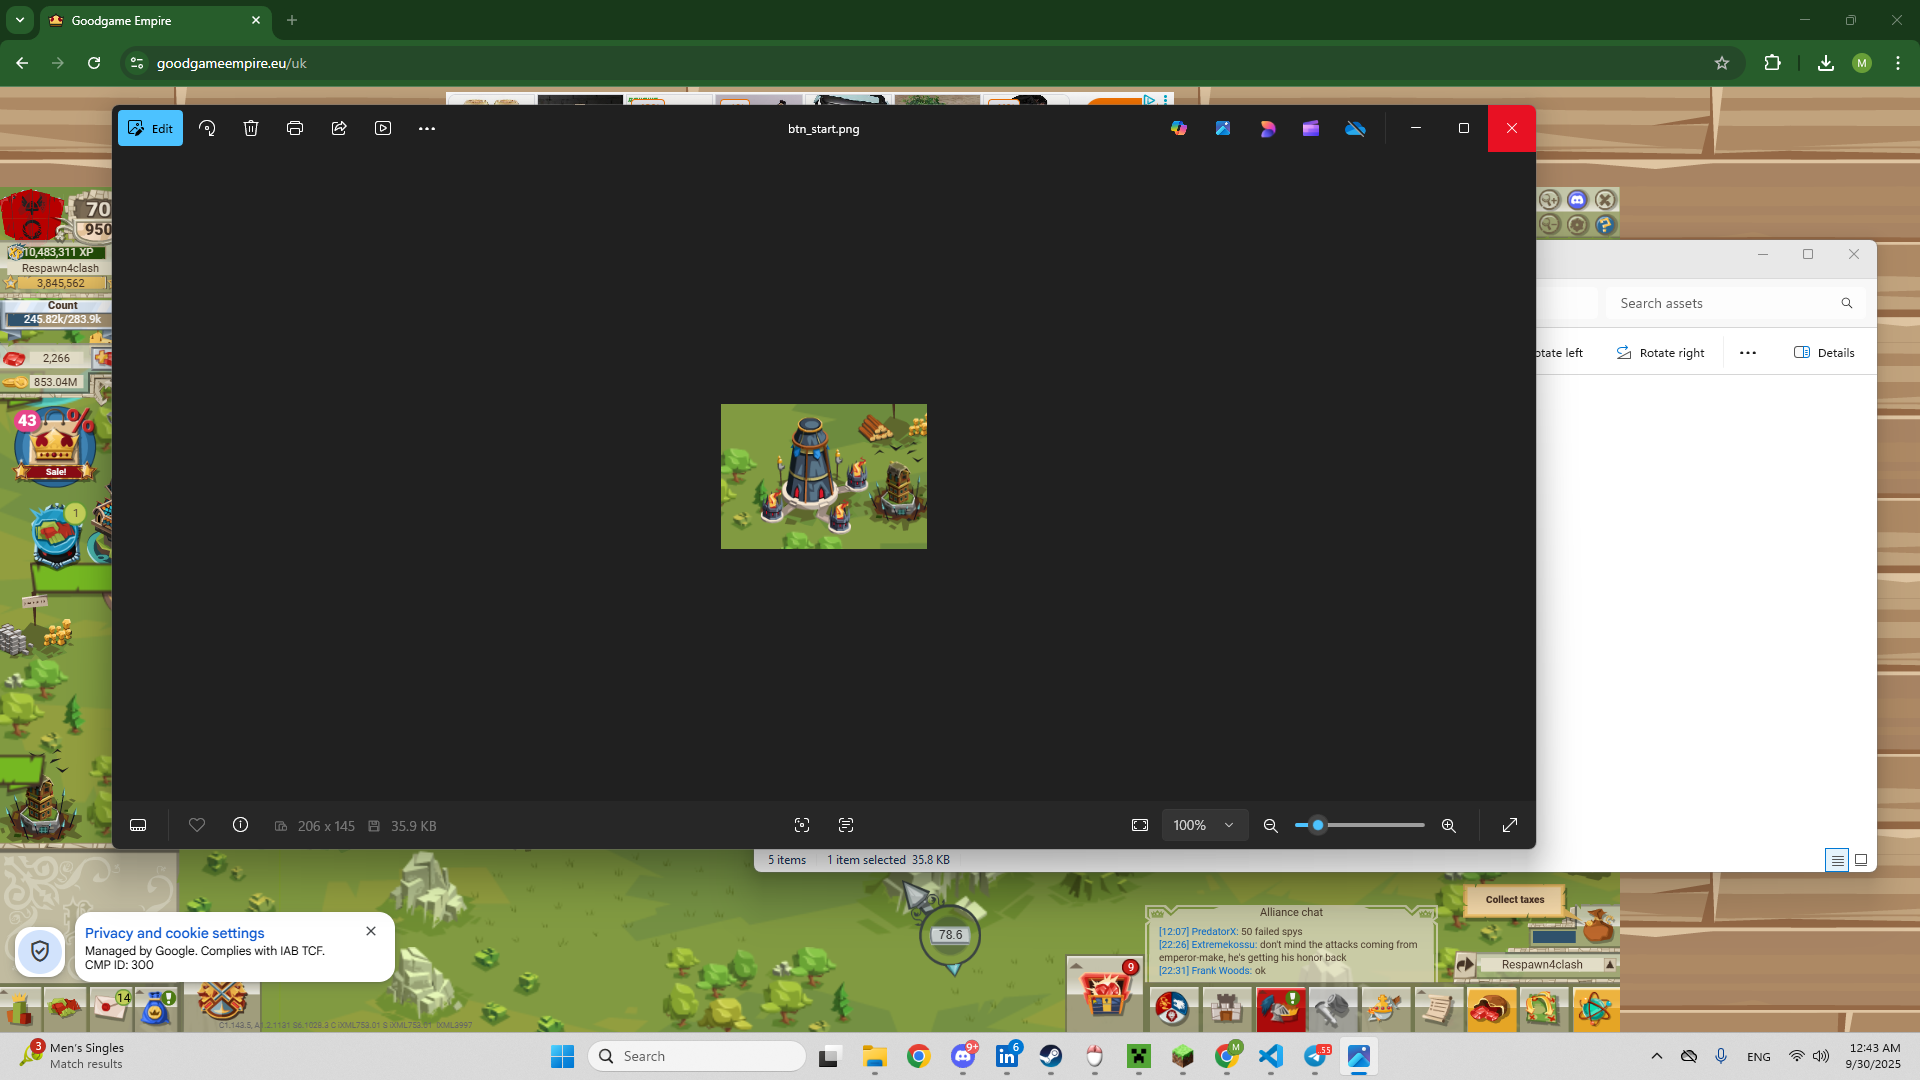 Goodgame Empire
goodgameempire.eu/uk
M
Edit
btn_start.png
70
950
10,483,311 XP
Respawn4clash
3,845,562
Count
245.82k/283.9k
2,266
853.04M
43
%
Sale!
1
Search assets
otate left
Rotate right
Details
206 x 145
35.9 KB
100%
5 items
1 item selected 35.8 KB
Privacy and cookie settings
Managed by Google. Complies with IAB TCF.
CMP ID: 300
78.6
Alliance chat
[12:07] PredatorX: 50 failed spys
[22:26] Extremekossu: don't mind the attacks coming from
emperor-make, he's getting his honor back
[22:31] Frank Woods: ok
Collect taxes
Respawn4clash
9
14
3
Men's Singles
Match results
Search
9+
6
M
.55
ENG
12:43 AM
9/30/2025